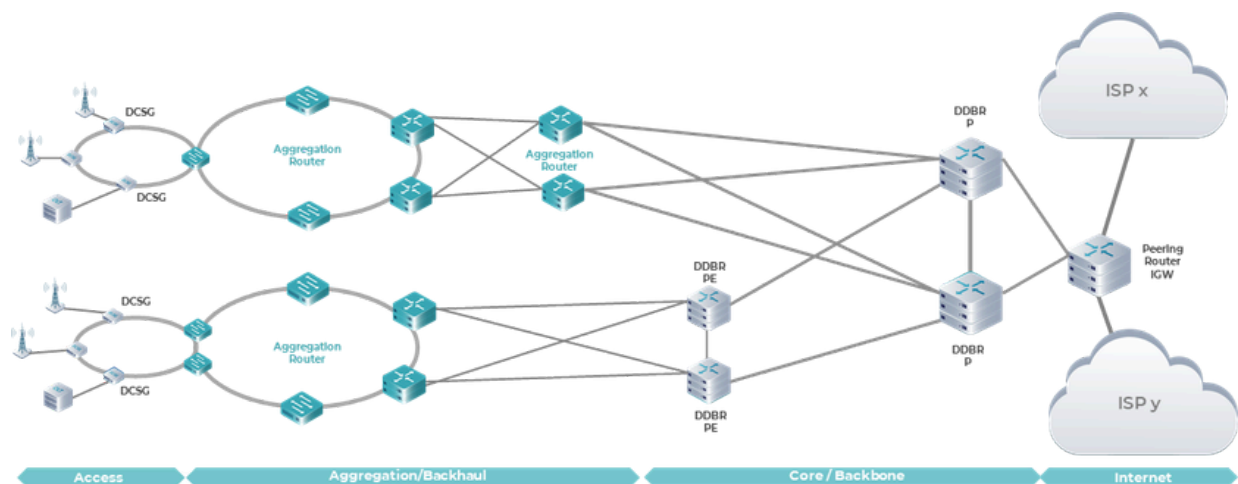 ISP x
DCSG
DDBR
P
Aggregation
Router
Aggregation
Router
DCSG
Peering
Router
IGW
DDBR
PE
DCSG
Aggregation
Router
DDBR
P
DCSG
DDBR
PE
ISP y
Access
Aggregation/Backhaul
Core / Backbone
Internet